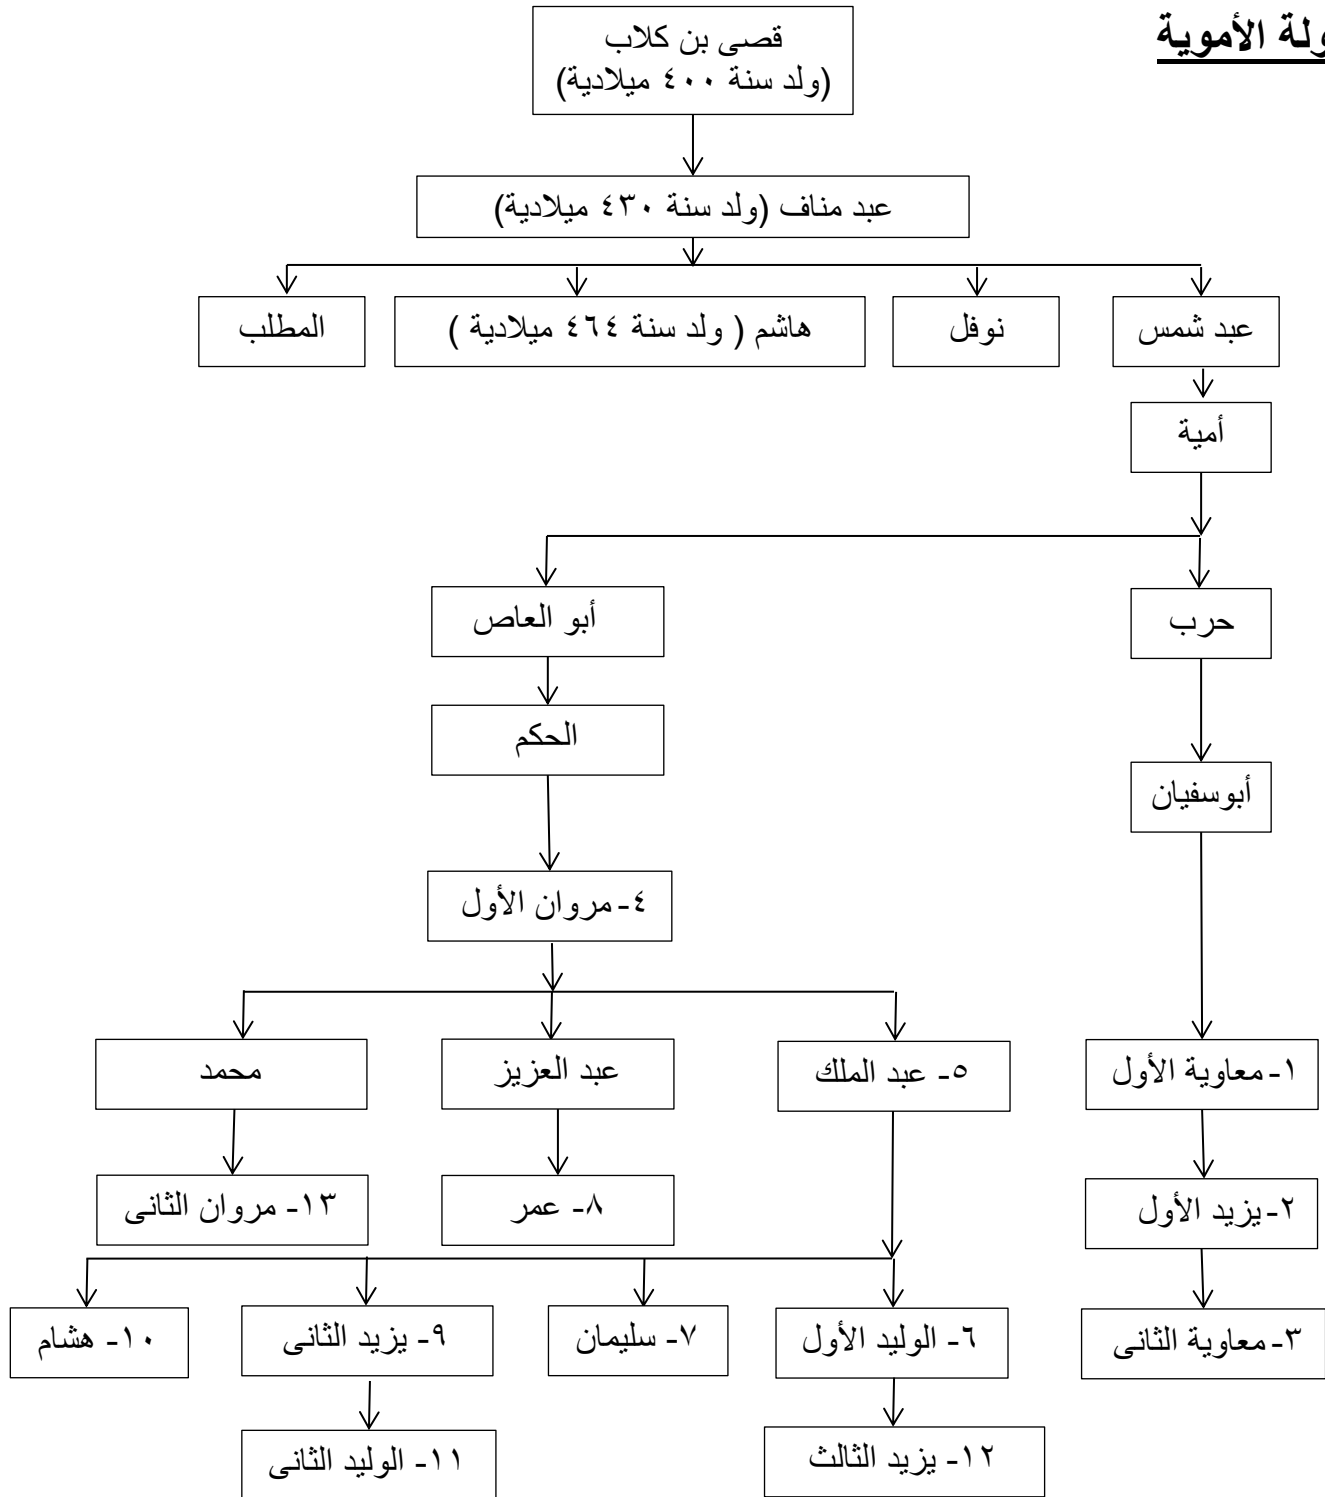 ولة الأموية
قصى بن كلاب
(ولد سنة ٤٠٠ ميلادية)
عبد مناف (ولد سنة ٤٣٠ ميلادية)
عبد شمس
نوفل
هاشم ( ولد سنة ٤٦٤ ميلادية )
المطلب
أمية
حرب
أبو العاص
الحكم
أبوسفيان
٤- مروان الأول
١- معاوية الأول
٥- عبد الملك
عبد العزيز
محمد
٢- يزيد الأول
٨- عمر
١٣- مروان الثانى
٣- معاوية الثانى
٦- الوليد الأول
٧- سليمان
٩- يزيد الثانى
١٠- هشام
١٢- يزيد الثالث
١١- الوليد الثانى